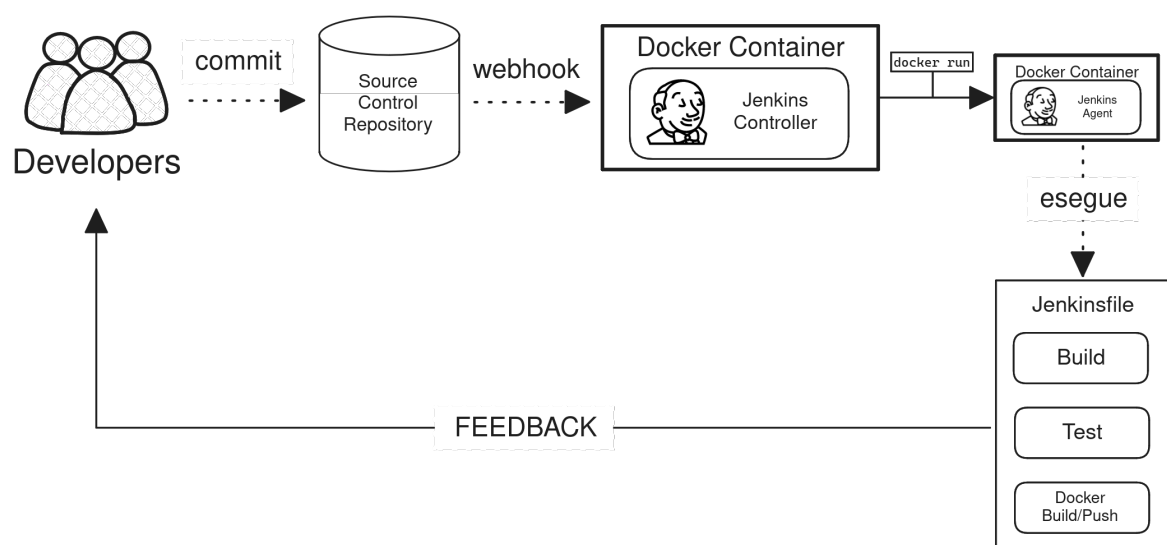 commit
Developers
Source
Control
Repository
webhook
Docker Container
Jenkins
Controller
docker run
Docker Container
Jenkins
Agent
esegue
Jenkinsfile
Build
Test
Docker
Build/Push
FEEDBACK